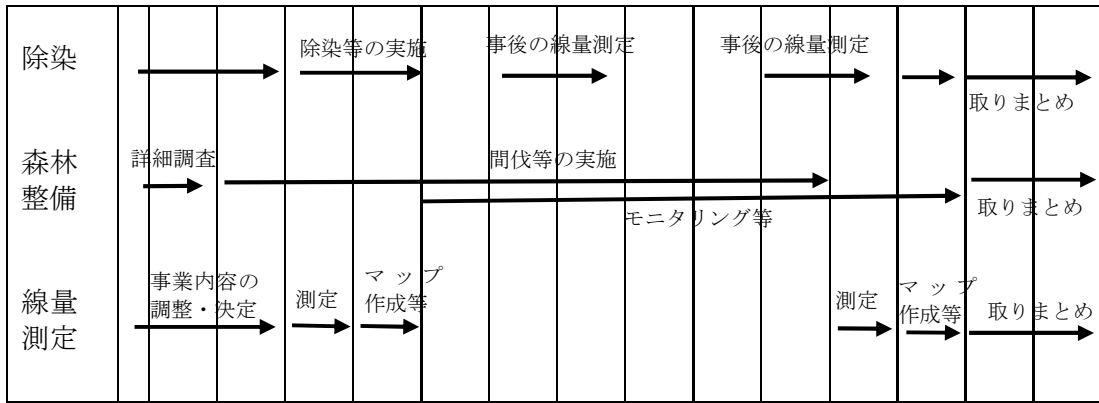 除染
除染等の実施
事後の線量測定
事後の線量測定
取りまとめ
森林
整備
詳細調査
間伐等の実施
モニタリング等
取りまとめ
線量
測定
事業内容の
調整・決定
測定
マップ
作成等
測定
マップ
作成等
取りまとめ